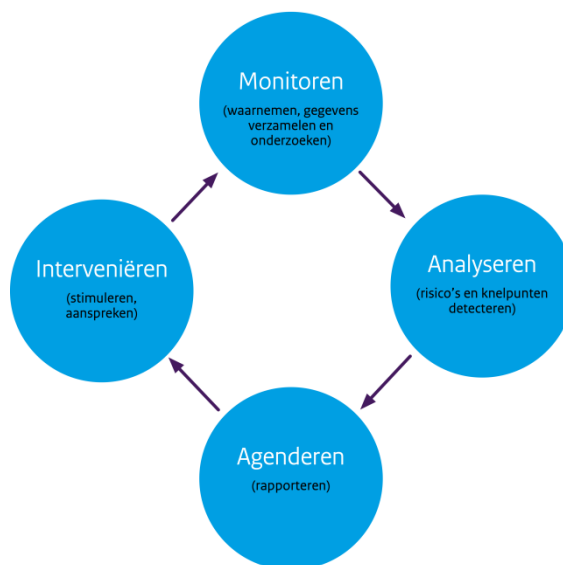 Monitoren
(waarnemen, gegevens
verzamelen en
onderzoeken)
Analyseren
(risico's en knelpunten
detecteren)
Agenderen
(rapporteren)
Interveniëren
(stimuleren,
aanspreken)